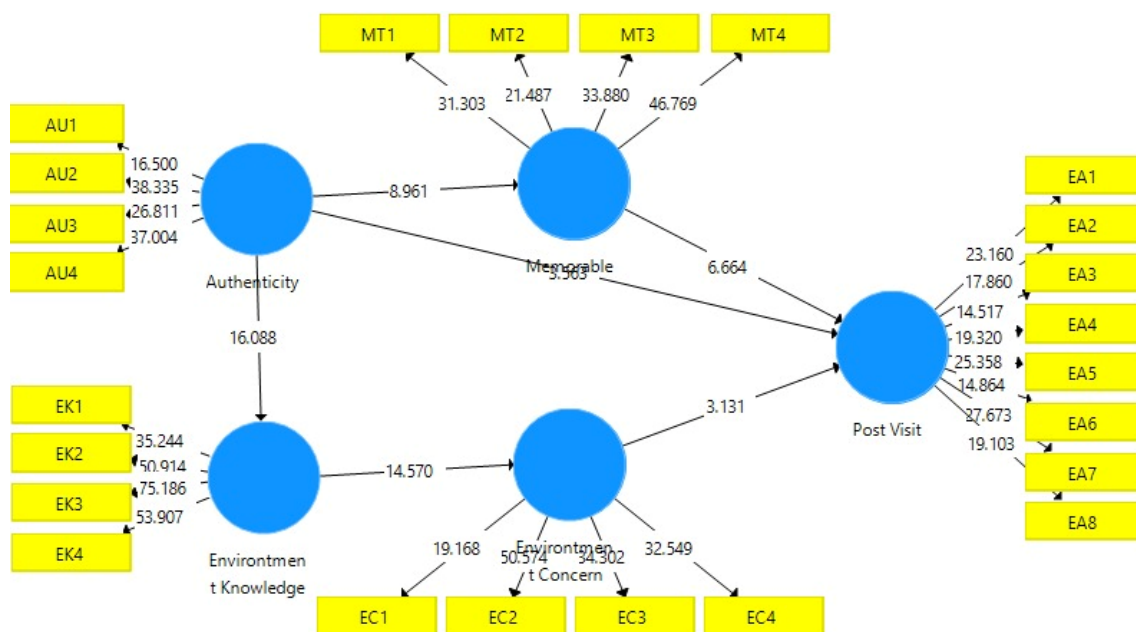 MT1
MT2
MT3
MT4
31.303
21.487
33.880
46.769
AU1
AU2
AU3
AU4
16.500
38.335
26.811
37.004
Authenticity
8.961
Memorable
3.563
6.664
16.088
EA1
EA2
EA3
EA4
EA5
EA6
EA7
EA8
23.160
17.860
14.517
19.320
25.358
14.864
27.673
19.103
Post Visit
3.131
EK1
EK2
EK3
EK4
35.244
50.914
75.186
53.907
Environtmen
t Knowledge
14.570
Environtmen
t Concern
19.168
50.574
34.302
32.549
EC1
EC2
EC3
EC4